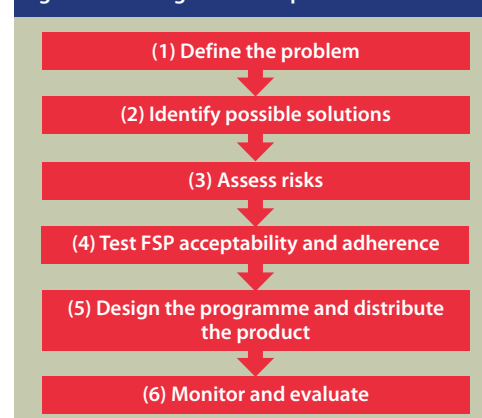 (1) Define the problem
(2) Identify possible solutions
(3) Assess risks
(4) Test FSP acceptability and adherence
(5) Design the programme and distribute
the product
(6) Monitor and evaluate